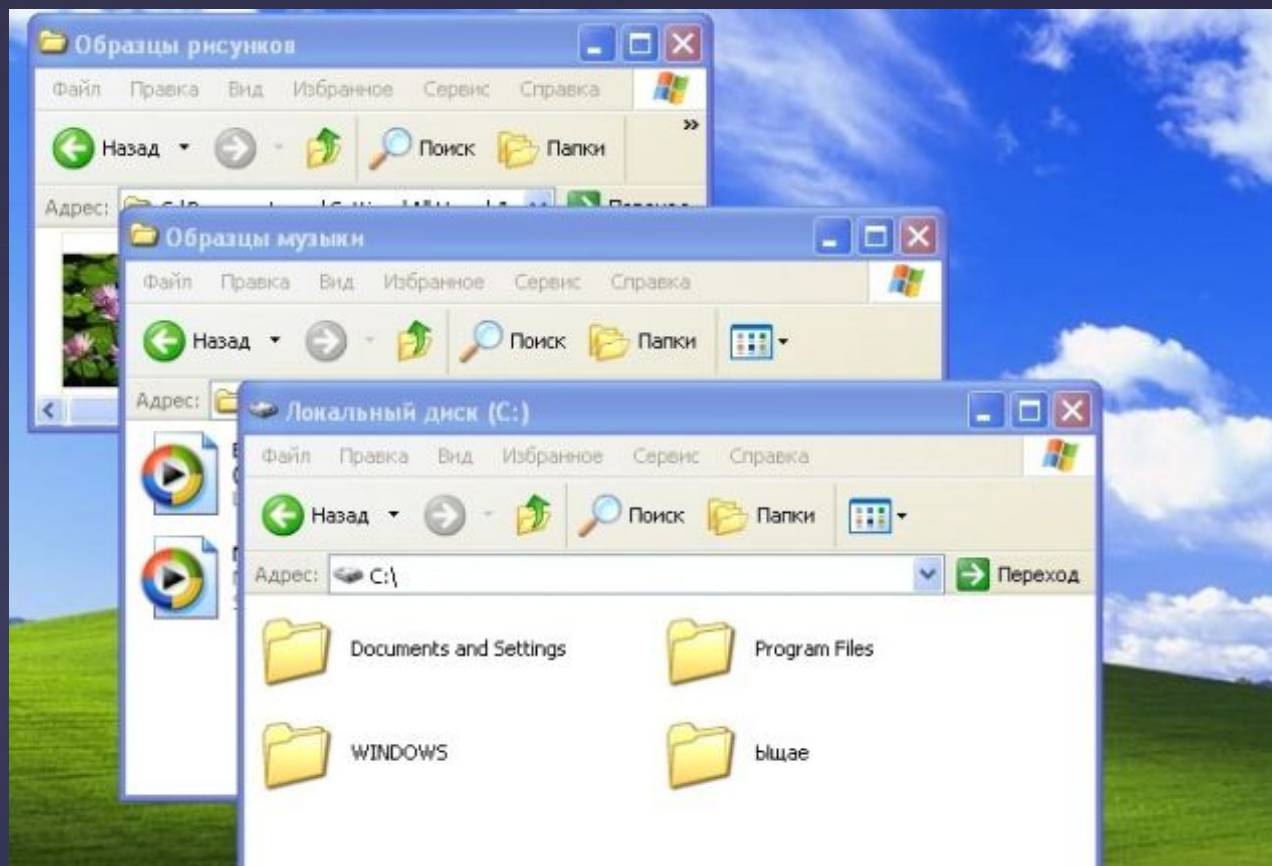 Образцы рисунков
Файл Правка Вид Избранное Сервис Справка
Назад Поиск Папки »
Адрес:
Образцы музыки
Файл Правка Вид Избранное Сервис Справка
Назад Поиск Папки
Адрес:
Локальный диск (C:)
Файл Правка Вид Избранное Сервис Справка
Назад Поиск Папки
Адрес: C:\ Переход
Documents and Settings Program Files
WINDOWS Ыщае